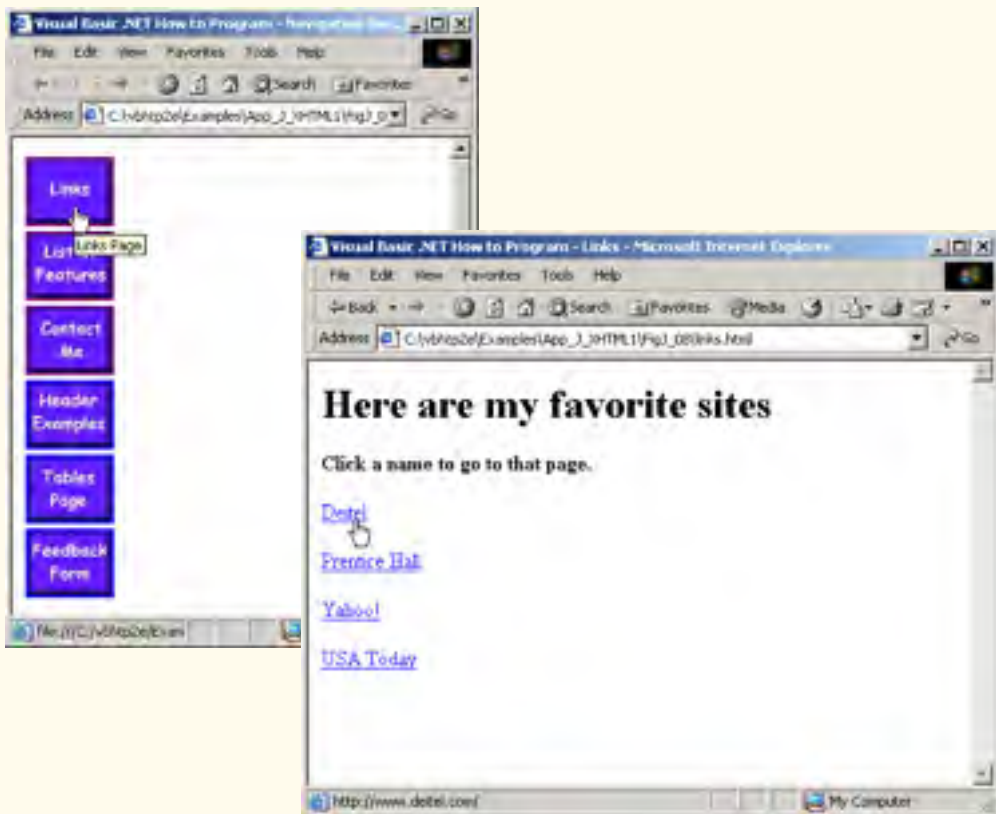 Visual Basic .NET How to Program - Navigation
File Edit View Favorites Tools Help
Search Favorites
Address Go
Links
Links Page
List
Features
Contact
Me
Header
Examples
Tables
Page
Feedback
Form
Visual Basic .NET How to Program - Links - Microsoft Internet Explorer
File Edit View Favorites Tools Help
Back Search Favorites Media
Address C:\vbhtp2e\Examples\App_J_XHTML1\FigJ_08\links.html Go
Here are my favorite sites
Click a name to go to that page.
Deitel
Prentice Hall
Yahoo!
USA Today
http://www.deitel.com/ My Computer